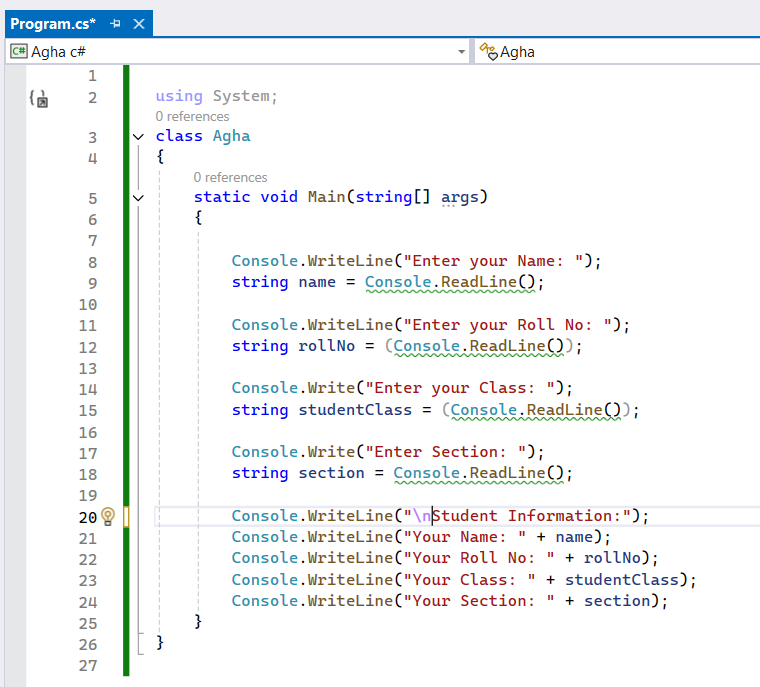 Program.cs*
C# Agha c# Agha
1
2 using System;
0 references
3 class Agha
4 {
0 references
5 static void Main(string[] args)
6 {
7
8 Console.WriteLine("Enter your Name: ");
9 string name = Console.ReadLine();
10
11 Console.WriteLine("Enter your Roll No: ");
12 string rollNo = (Console.ReadLine());
13
14 Console.Write("Enter your Class: ");
15 string studentClass = (Console.ReadLine());
16
17 Console.Write("Enter Section: ");
18 string section = Console.ReadLine();
19
20 Console.WriteLine("\nStudent Information:");
21 Console.WriteLine("Your Name: " + name);
22 Console.WriteLine("Your Roll No: " + rollNo);
23 Console.WriteLine("Your Class: " + studentClass);
24 Console.WriteLine("Your Section: " + section);
25 }
26 }
27